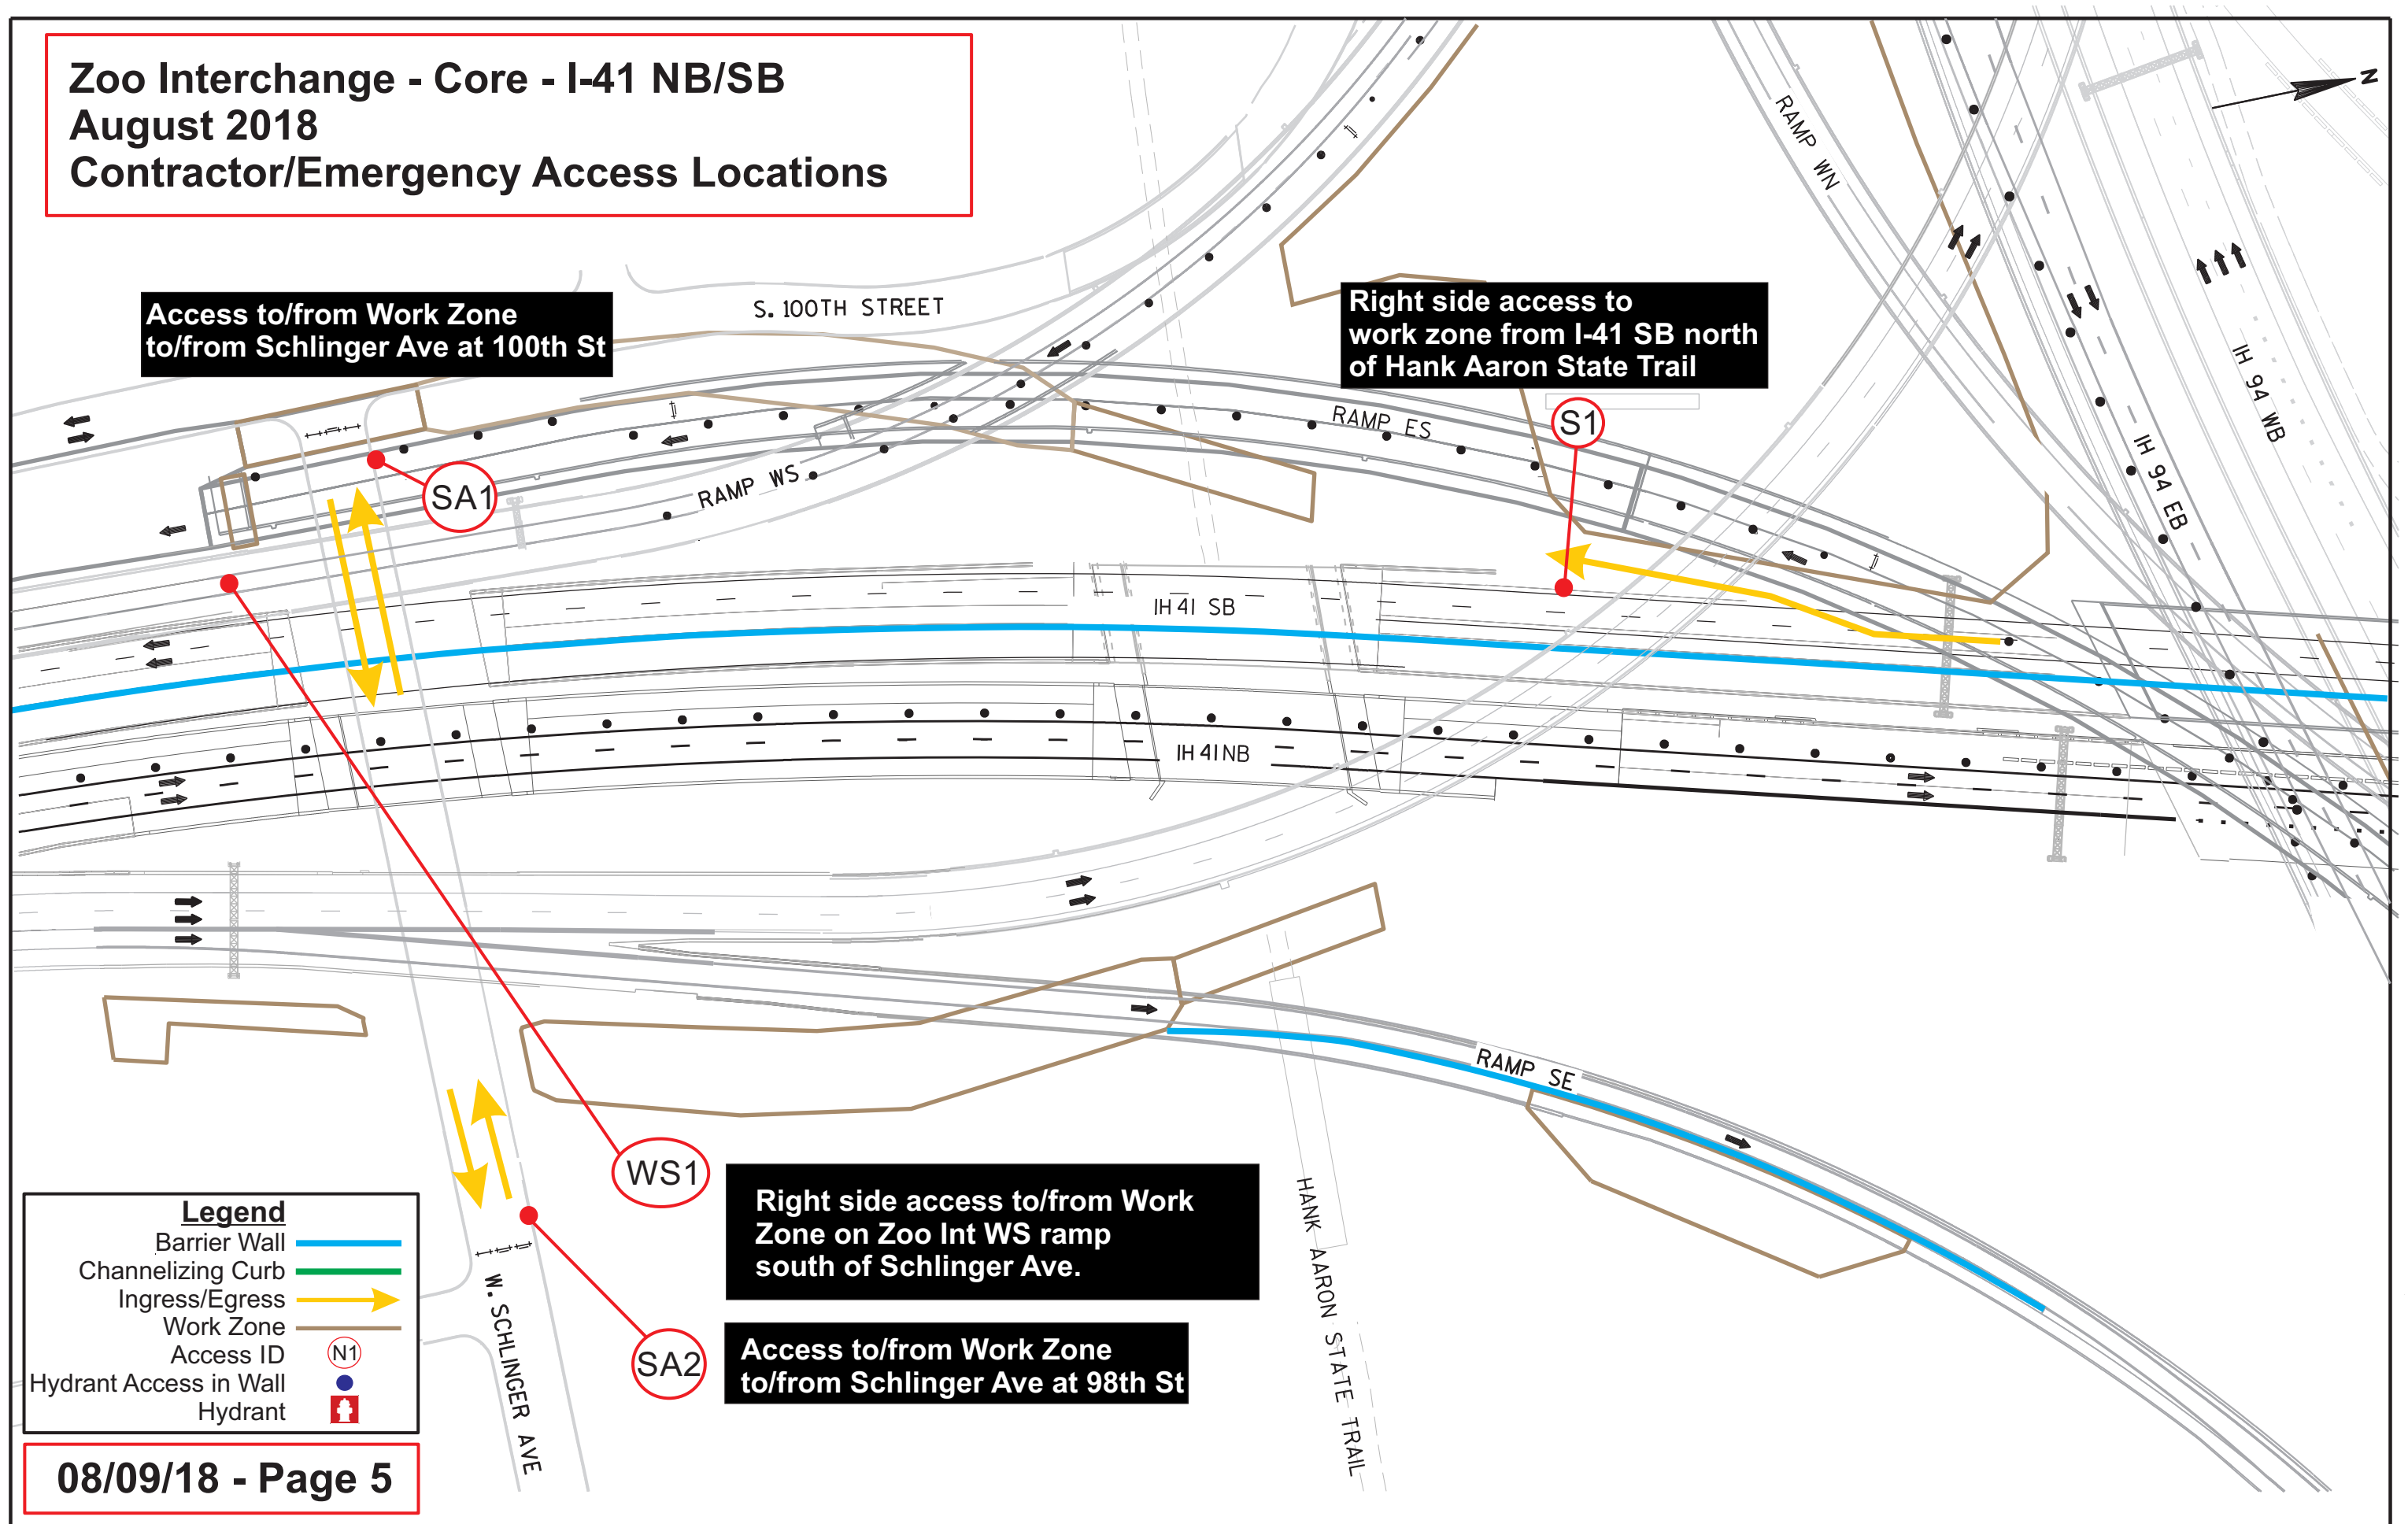 Zoo Interchange - Core - I-41 NB/SB
August 2018
Contractor/Emergency Access Locations
N
RAMP WN
S. 100TH STREET
Access to/from Work Zone
to/from Schlinger Ave at 100th St
Right side access to
work zone from I-41 SB north
of Hank Aaron State Trail
IH 94 WB
IH 94 EB
RAMP ES
S1
SA1
RAMP WS
IH 41 SB
IH 41 NB
RAMP SE
WS1
Right side access to/from Work
Zone on Zoo Int WS ramp
south of Schlinger Ave.
HANK AARON STATE TRAIL
SA2
Access to/from Work Zone
to/from Schlinger Ave at 98th St
W. SCHLINGER AVE
Legend
Barrier Wall
Channelizing Curb
Ingress/Egress
Work Zone
Access ID N1
Hydrant Access in Wall
Hydrant
08/09/18 - Page 5